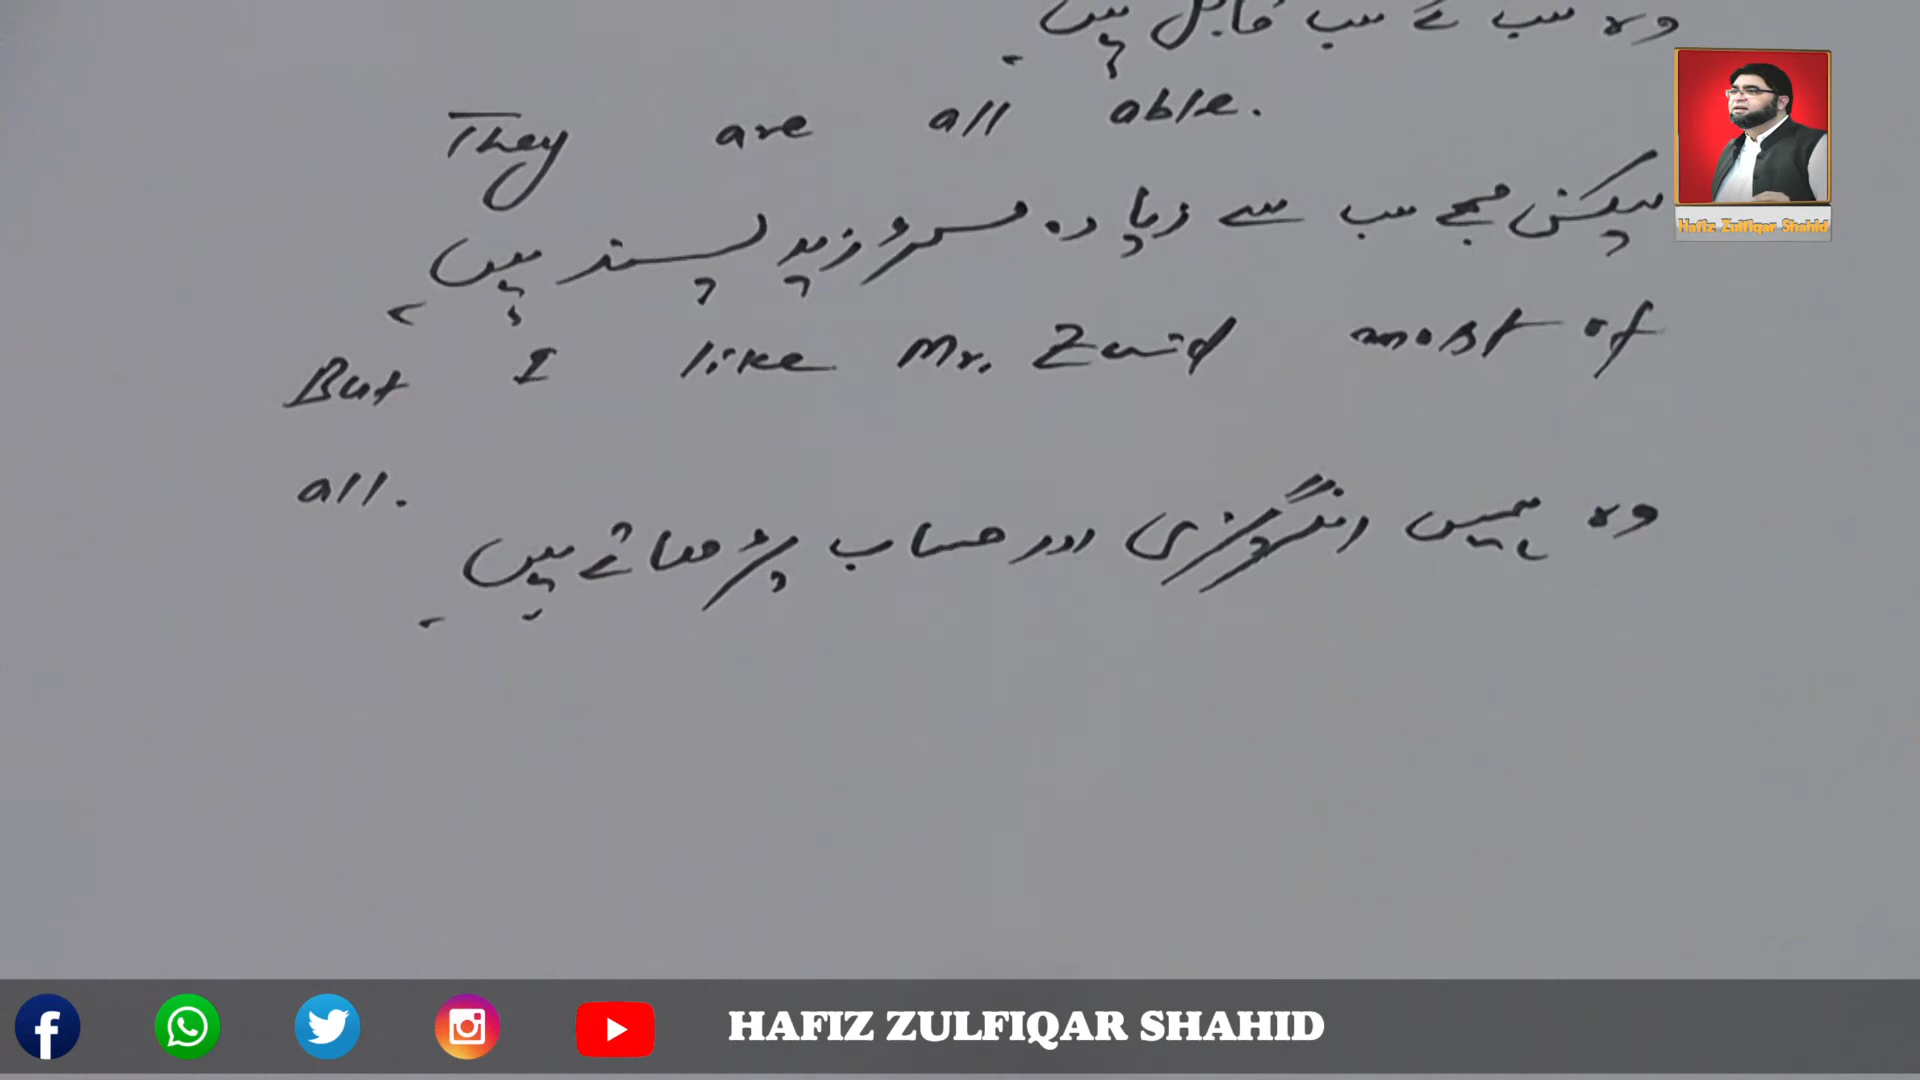 وہ سب کے سب قابل ہیں۔
They are all able.
لیکن مجھے سب سے زیادہ مسٹر زید پسند ہیں۔
But I like Mr. Zaid most of
all.
وہ ہمیں انگریزی اور حساب پڑھاتے ہیں۔
Hafiz Zulfiqar Shahid
HAFIZ ZULFIQAR SHAHID